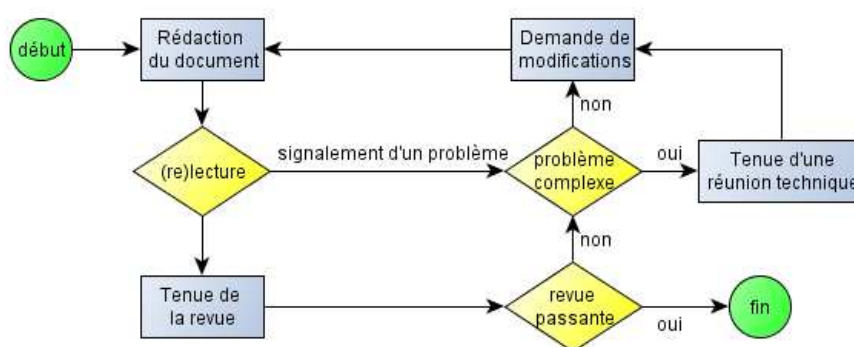 début
Rédaction
du document
Demande de
modifications
non
(re)lecture
signalement d'un problème
problème
complexe
oui
Tenue d'une
réunion technique
non
Tenue de
la revue
revue
passante
oui
fin